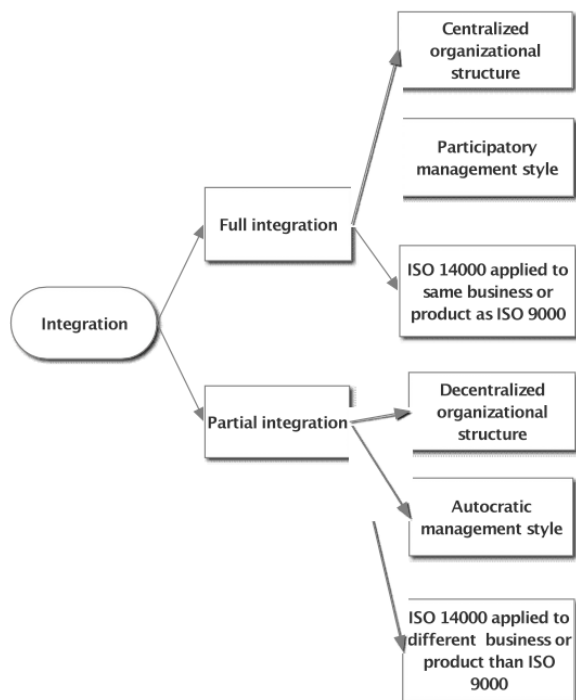 Centralized
organizational
structure
Participatory
management style
Full integration
ISO 14000 applied to
same business or
product as ISO 9000
Integration
Decentralized
organizational
structure
Partial integration
Autocratic
management style
ISO 14000 applied to
different business or
product than ISO
9000